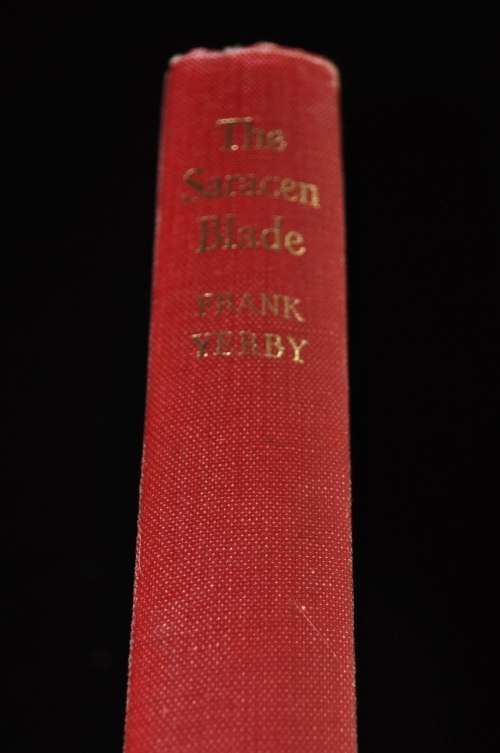 The
Saracen
Blade
FRANK
YERBY